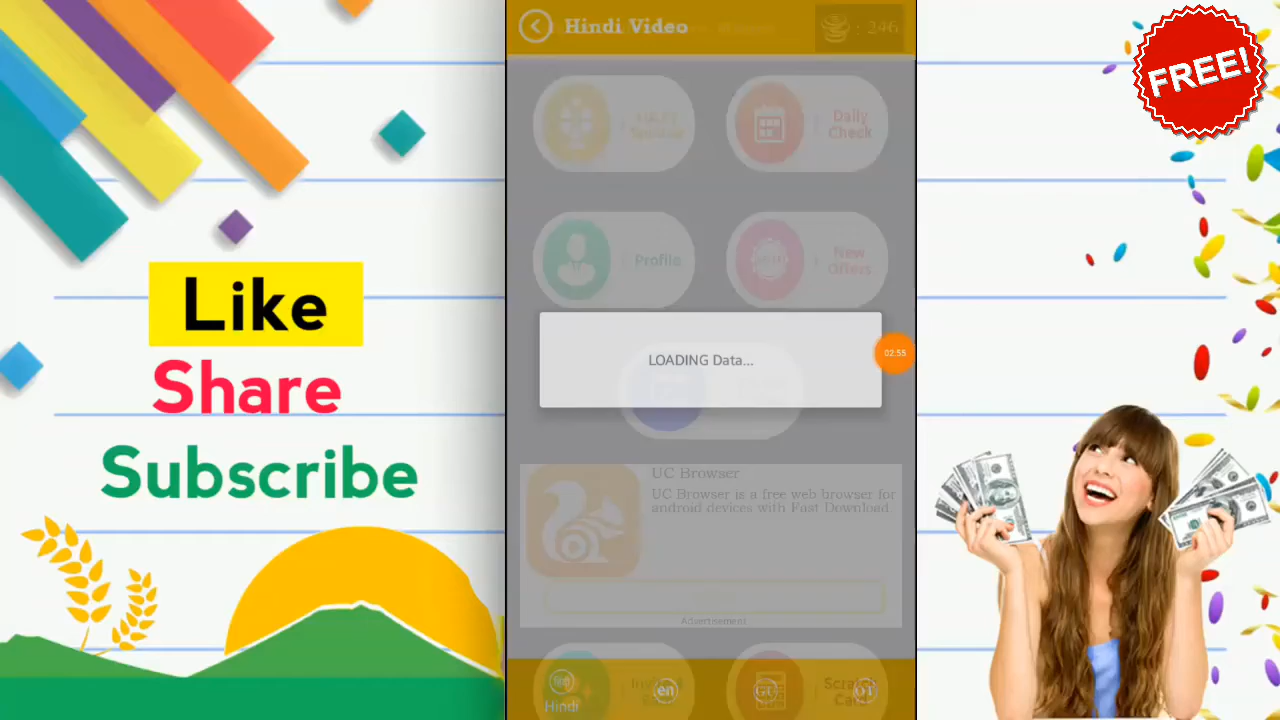 Like
Share
Subscribe
Hindi Video
: 246
Daily
Check
Profile
New
Offers
LOADING Data...
02:55
UC Browser
UC Browser is a free web browser for
android devices with Fast Download.
Advertisement
Scratch
Hindi
en
FREE!